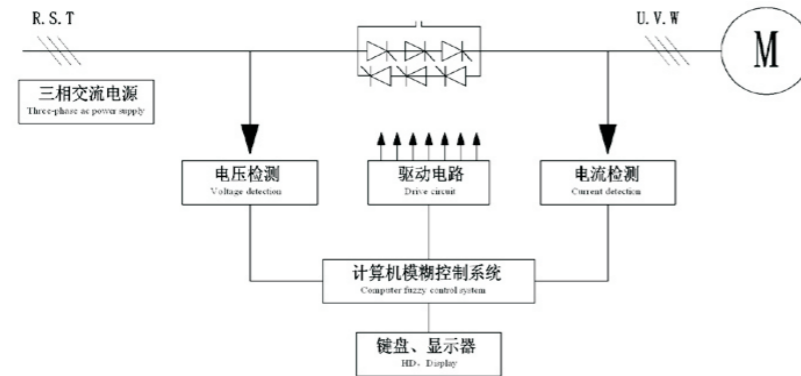 R.S.T
U.V.W
M
三相交流电源
Three-phase ac power supply
电压检测
Voltage detection
驱动电路
Drive circuit
电流检测
Current detection
计算机模糊控制系统
Computer fuzzy control system
键盘、显示器
HD、Display